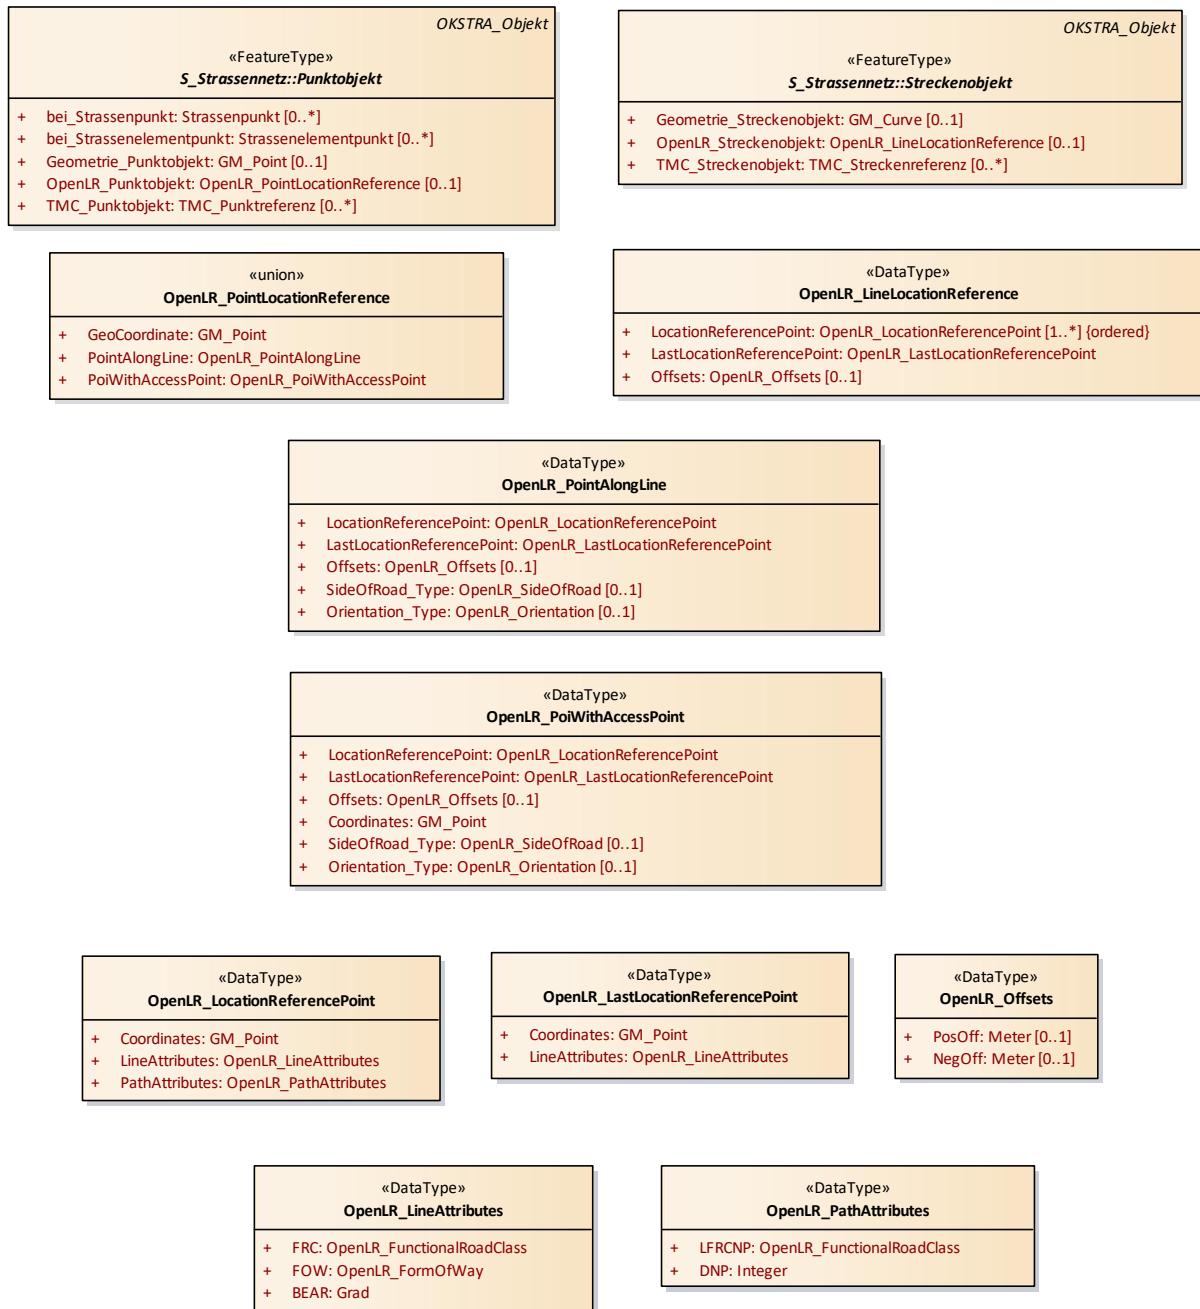 OKSTRA_Objekt
«FeatureType»
S_Strassennetz::Punktobjekt
+ bei_Strassenpunkt: Strassenpunkt [0..*]
+ bei_Strassenelementpunkt: Strassenelementpunkt [0..*]
+ Geometrie_Punktobjekt: GM_Point [0..1]
+ OpenLR_Punktobjekt: OpenLR_PointLocationReference [0..1]
+ TMC_Punktobjekt: TMC_Punktreferenz [0..*]
OKSTRA_Objekt
«FeatureType»
S_Strassennetz::Streckenobjekt
+ Geometrie_Streckenobjekt: GM_Curve [0..1]
+ OpenLR_Streckenobjekt: OpenLR_LineLocationReference [0..1]
+ TMC_Streckenobjekt: TMC_Streckenreferenz [0..*]
«union»
OpenLR_PointLocationReference
+ GeoCoordinate: GM_Point
+ PointAlongLine: OpenLR_PointAlongLine
+ PoiWithAccessPoint: OpenLR_PoiWithAccessPoint
«DataType»
OpenLR_LineLocationReference
+ LocationReferencePoint: OpenLR_LocationReferencePoint [1..*] {ordered}
+ LastLocationReferencePoint: OpenLR_LastLocationReferencePoint
+ Offsets: OpenLR_Offsets [0..1]
«DataType»
OpenLR_PointAlongLine
+ LocationReferencePoint: OpenLR_LocationReferencePoint
+ LastLocationReferencePoint: OpenLR_LastLocationReferencePoint
+ Offsets: OpenLR_Offsets [0..1]
+ SideOfRoad_Type: OpenLR_SideOfRoad [0..1]
+ Orientation_Type: OpenLR_Orientation [0..1]
«DataType»
OpenLR_PoiWithAccessPoint
+ LocationReferencePoint: OpenLR_LocationReferencePoint
+ LastLocationReferencePoint: OpenLR_LastLocationReferencePoint
+ Offsets: OpenLR_Offsets [0..1]
+ Coordinates: GM_Point
+ SideOfRoad_Type: OpenLR_SideOfRoad [0..1]
+ Orientation_Type: OpenLR_Orientation [0..1]
«DataType»
OpenLR_LocationReferencePoint
+ Coordinates: GM_Point
+ LineAttributes: OpenLR_LineAttributes
+ PathAttributes: OpenLR_PathAttributes
«DataType»
OpenLR_LastLocationReferencePoint
+ Coordinates: GM_Point
+ LineAttributes: OpenLR_LineAttributes
«DataType»
OpenLR_Offsets
+ PosOff: Meter [0..1]
+ NegOff: Meter [0..1]
«DataType»
OpenLR_LineAttributes
+ FRC: OpenLR_FunctionalRoadClass
+ FOW: OpenLR_FormOfWay
+ BEAR: Grad
«DataType»
OpenLR_PathAttributes
+ LFRCNP: OpenLR_FunctionalRoadClass
+ DNP: Integer